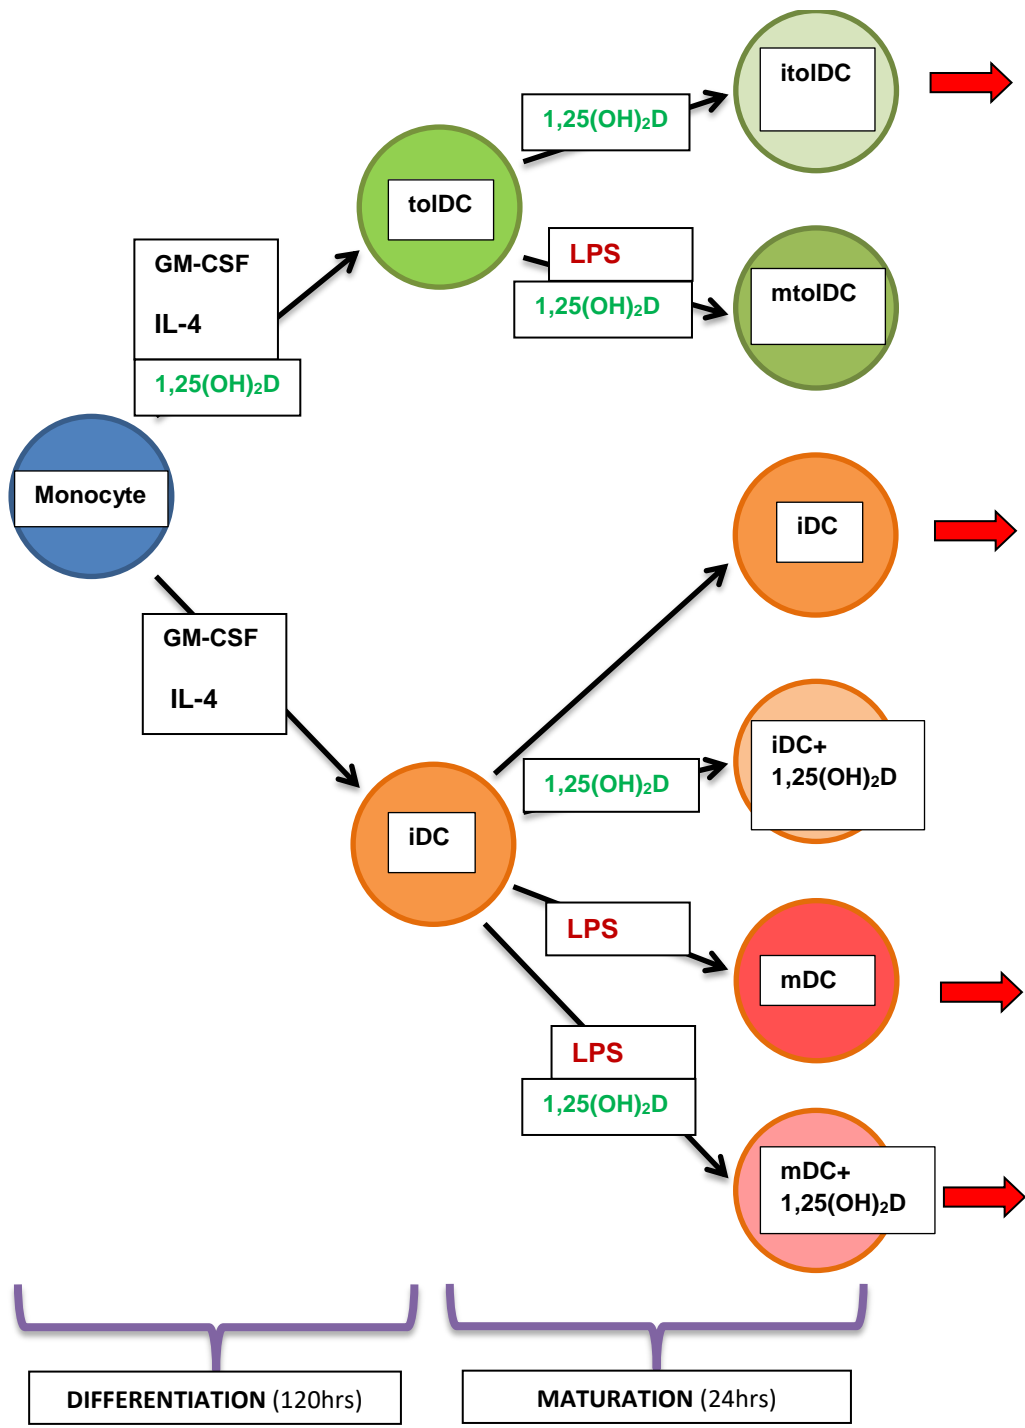 itolDC
1,25(OH)₂D
tolDC
LPS
1,25(OH)₂D
mtolDC
GM-CSF
IL-4
1,25(OH)₂D
Monocyte
iDC
GM-CSF
IL-4
iDC+
1,25(OH)₂D
1,25(OH)₂D
iDC
LPS
mDC
LPS
1,25(OH)₂D
mDC+
1,25(OH)₂D
DIFFERENTIATION (120hrs)
MATURATION (24hrs)